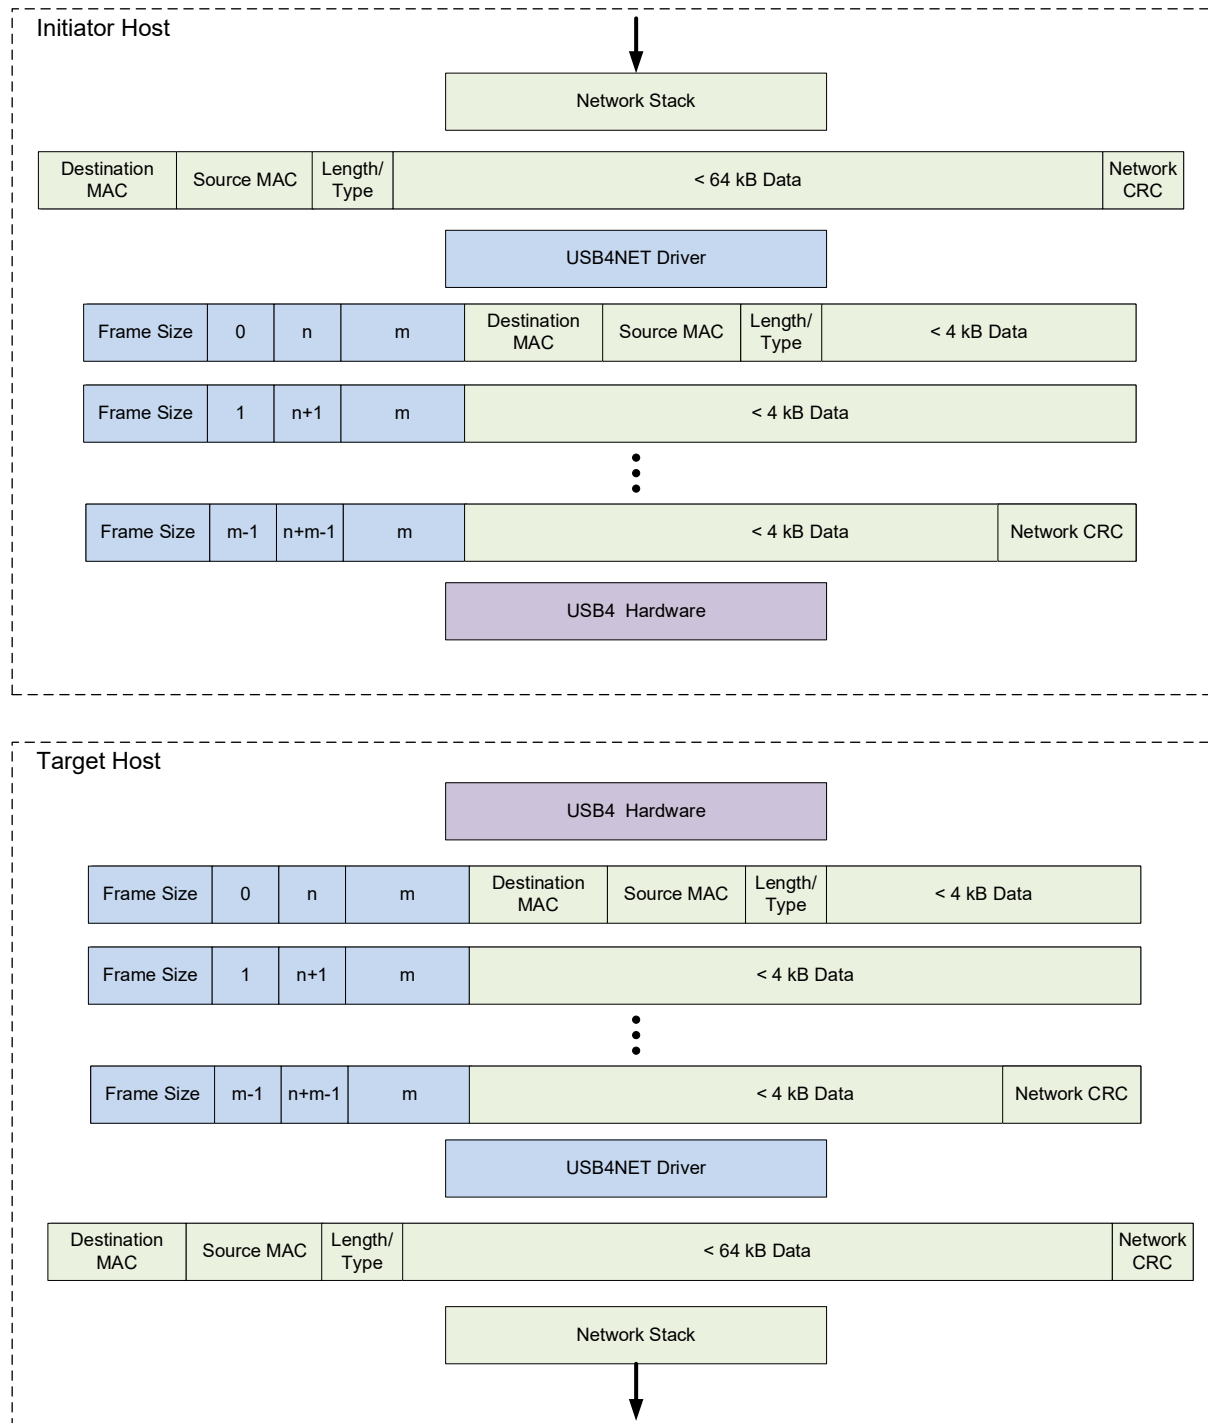 Initiator Host
Network Stack
Destination
MAC
Source MAC
Length/
Type
< 64 kB Data
Network
CRC
USB4NET Driver
Frame Size
0
n
m
Destination
MAC
Source MAC
Length/
Type
< 4 kB Data
Frame Size
1
n+1
m
< 4 kB Data
Frame Size
m-1
n+m-1
m
< 4 kB Data
Network CRC
USB4 Hardware
Target Host
USB4 Hardware
Frame Size
0
n
m
Destination
MAC
Source MAC
Length/
Type
< 4 kB Data
Frame Size
1
n+1
m
< 4 kB Data
Frame Size
m-1
n+m-1
m
< 4 kB Data
Network CRC
USB4NET Driver
Destination
MAC
Source MAC
Length/
Type
< 64 kB Data
Network
CRC
Network Stack